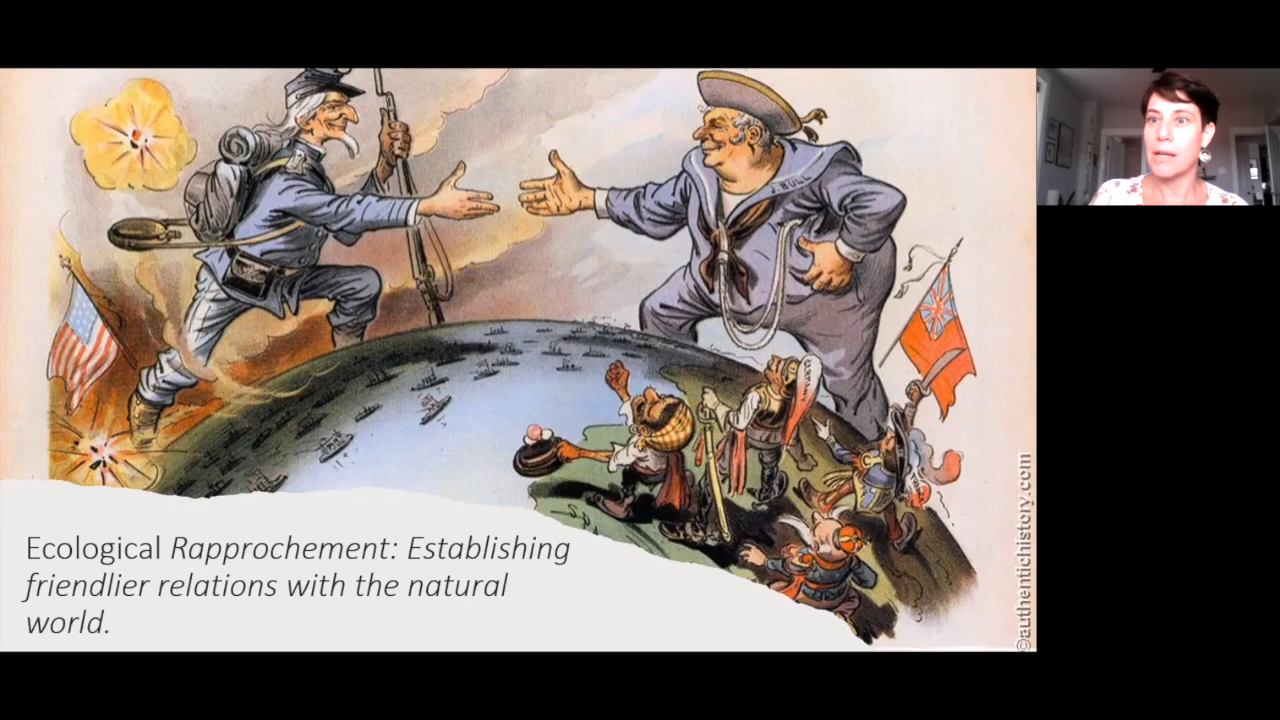 J. BULL
Ecological Rapprochement: Establishing
friendlier relations with the natural
world.
©authentichistory.com